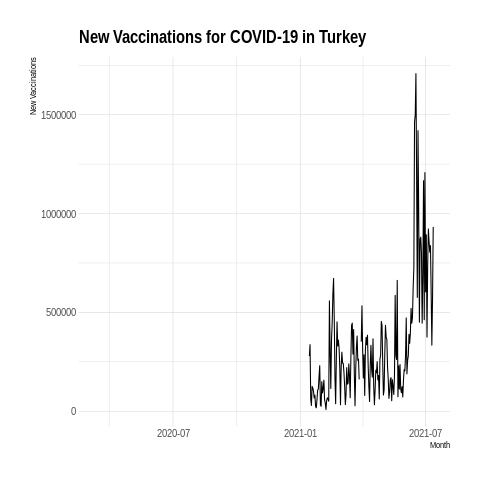 New Vaccinations for COVID-19 in Turkey
New Vaccinations
1500000
1000000
500000
0
2020-07
2021-01
2021-07
Month